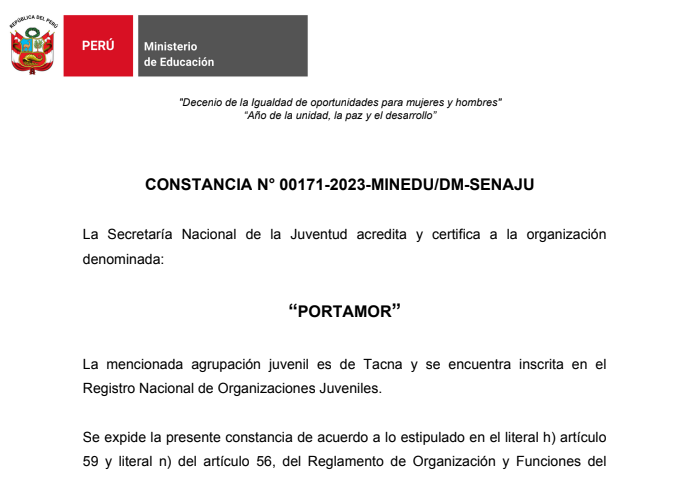 REPÚBLICA DEL PERÚ
PERÚ
Ministerio
de Educación
"Decenio de la Igualdad de oportunidades para mujeres y hombres"
“Año de la unidad, la paz y el desarrollo”
CONSTANCIA N° 00171-2023-MINEDU/DM-SENAJU
La Secretaría Nacional de la Juventud acredita y certifica a la organización
denominada:
“PORTAMOR”
La mencionada agrupación juvenil es de Tacna y se encuentra inscrita en el
Registro Nacional de Organizaciones Juveniles.
Se expide la presente constancia de acuerdo a lo estipulado en el literal h) artículo
59 y literal n) del artículo 56, del Reglamento de Organización y Funciones del